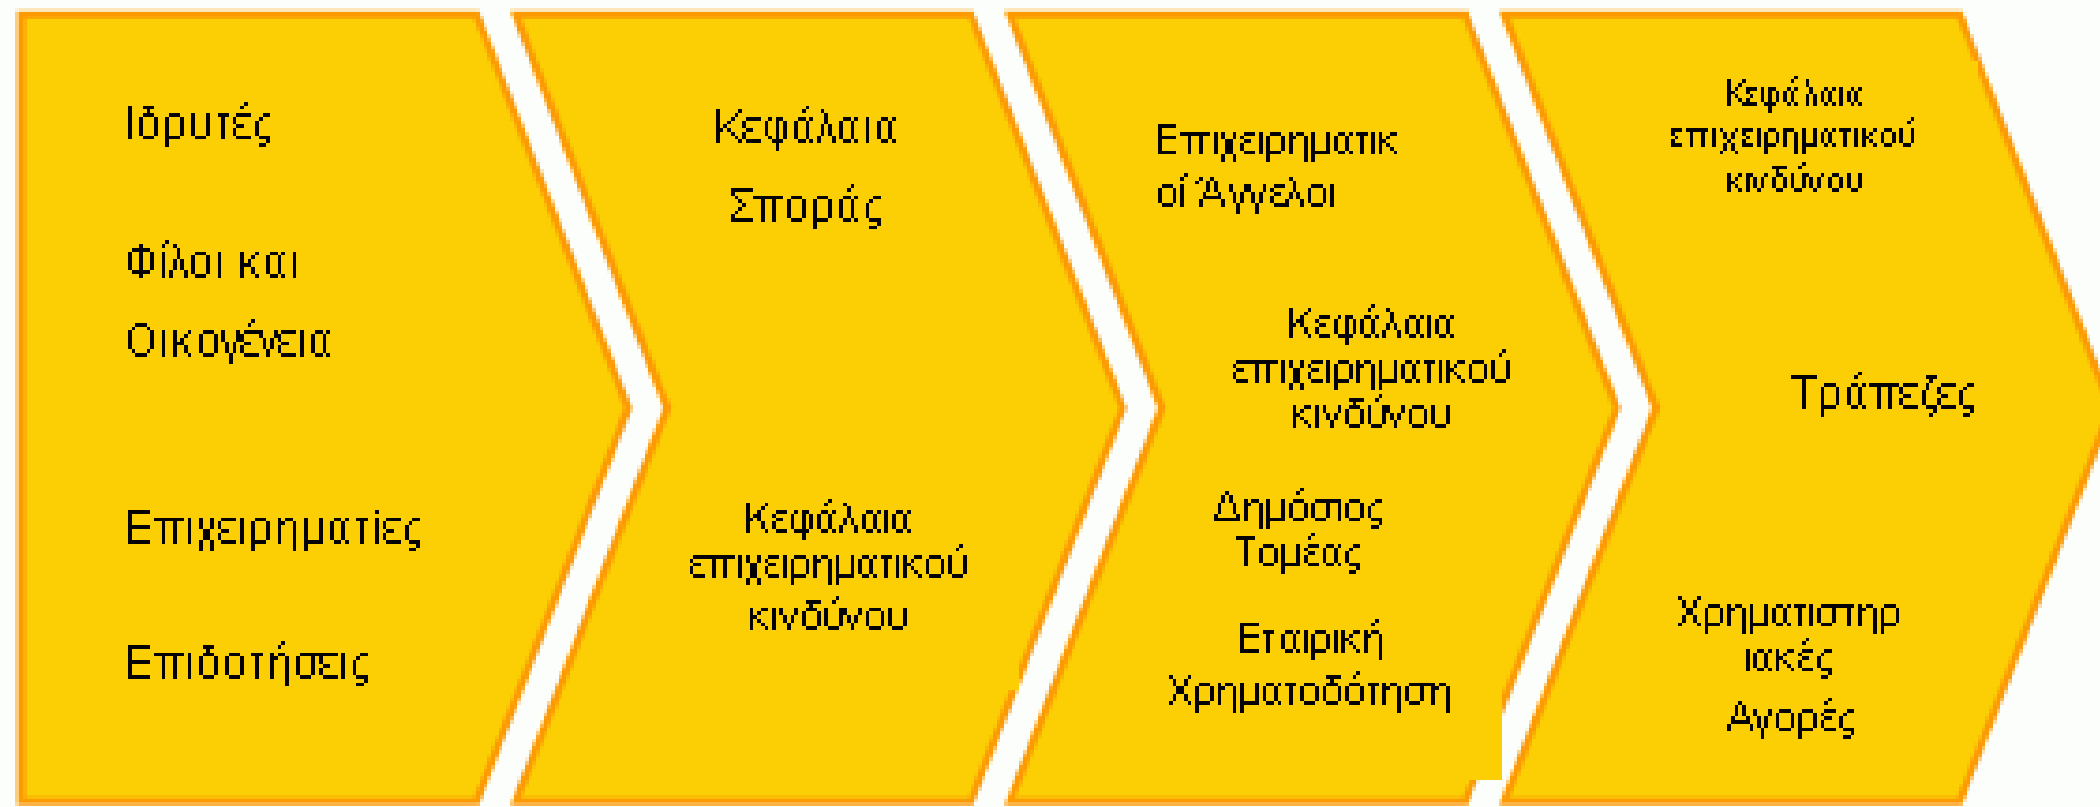 Ιδρυτές
Φίλοι και
Οικογένεια
Επιχειρηματίες
Επιδοτήσεις
Κεφάλαια
Σποράς
Κεφάλαια
επιχειρηματικού
κινδύνου
Επιχειρηματικ
οί Άγγελοι
Κεφάλαια
επιχειρηματικού
κινδύνου
Δημόσιος
Τομέας
Εταιρική
Χρηματοδότηση
Κεφάλαια
επιχειρηματικού
κινδύνου
Τράπεζες
Χρηματιστηρ
ιακές
Αγορές